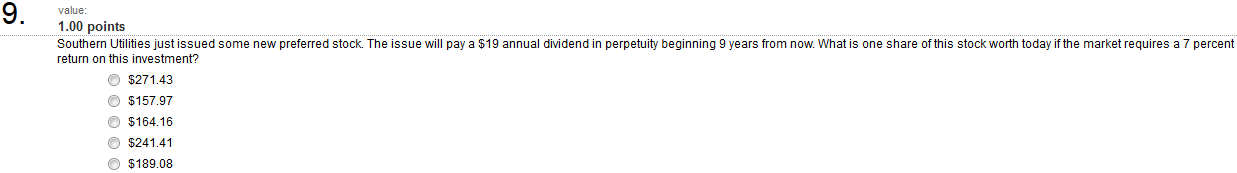 9.
value:
1.00 points
Southern Utilities just issued some new preferred stock. The issue will pay a $19 annual dividend in perpetuity beginning 9 years from now. What is one share of this stock worth today if the market requires a 7 percent
return on this investment?
$271.43
$157.97
$164.16
$241.41
$189.08